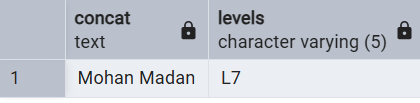 concat levels
text character varying (5)
1 Mohan Madan L7